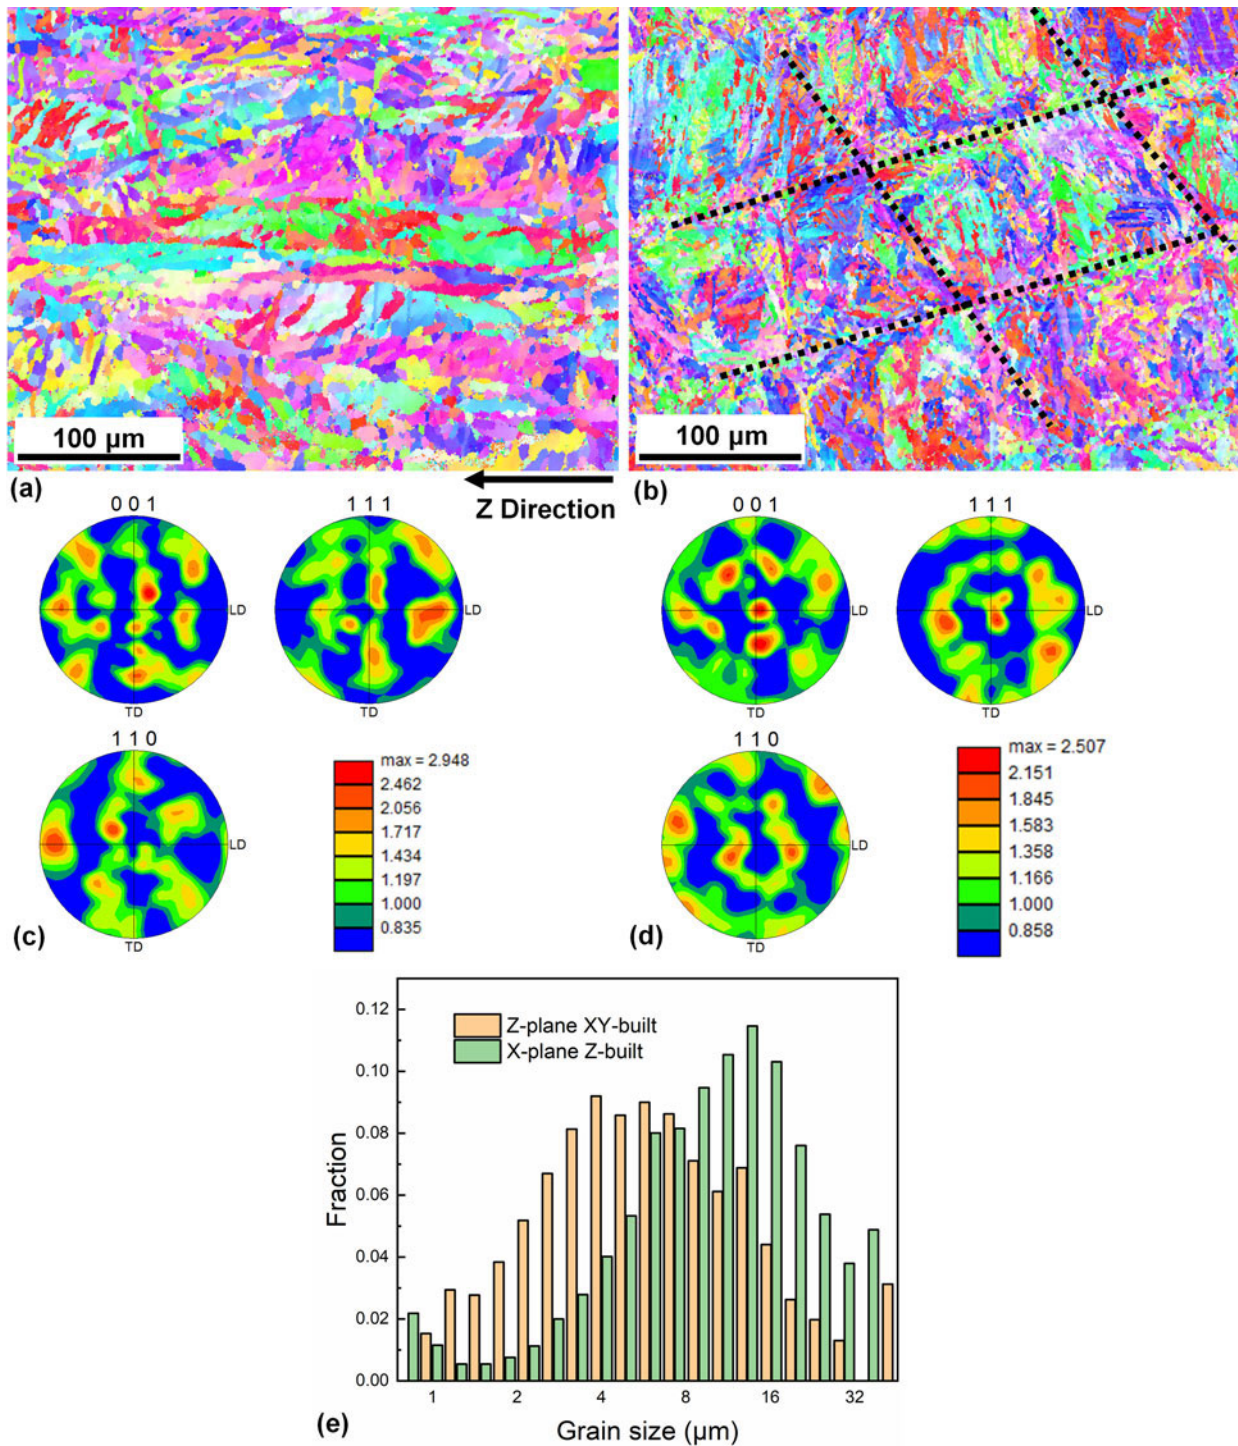 100 µm
100 µm
(a)
Z Direction
(b)
0 0 1
1 1 1
0 0 1
1 1 1
LD
LD
LD
LD
TD
TD
TD
TD
1 1 0
1 1 0
max = 2.948
2.462
2.056
1.717
1.434
1.197
1.000
0.835
LD
TD
(c)
max = 2.507
2.151
1.845
1.583
1.358
1.166
1.000
0.858
LD
TD
(d)
0.12
0.10
0.08
0.06
0.04
0.02
0.00
Fraction
Z-plane XY-built
X-plane Z-built
1 2 4 8 16 32
(e)
Grain size (µm)